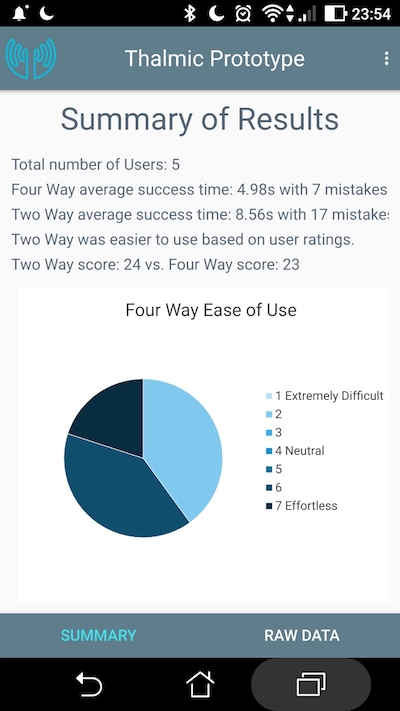 23:54
Thalmic Prototype
Summary of Results
Total number of Users: 5
Four Way average success time: 4.98s with 7 mistakes
Two Way average success time: 8.56s with 17 mistakes
Two Way was easier to use based on user ratings.
Two Way score: 24 vs. Four Way score: 23
Four Way Ease of Use
1 Extremely Difficult
2
3
4 Neutral
5
6
7 Effortless
SUMMARY RAW DATA